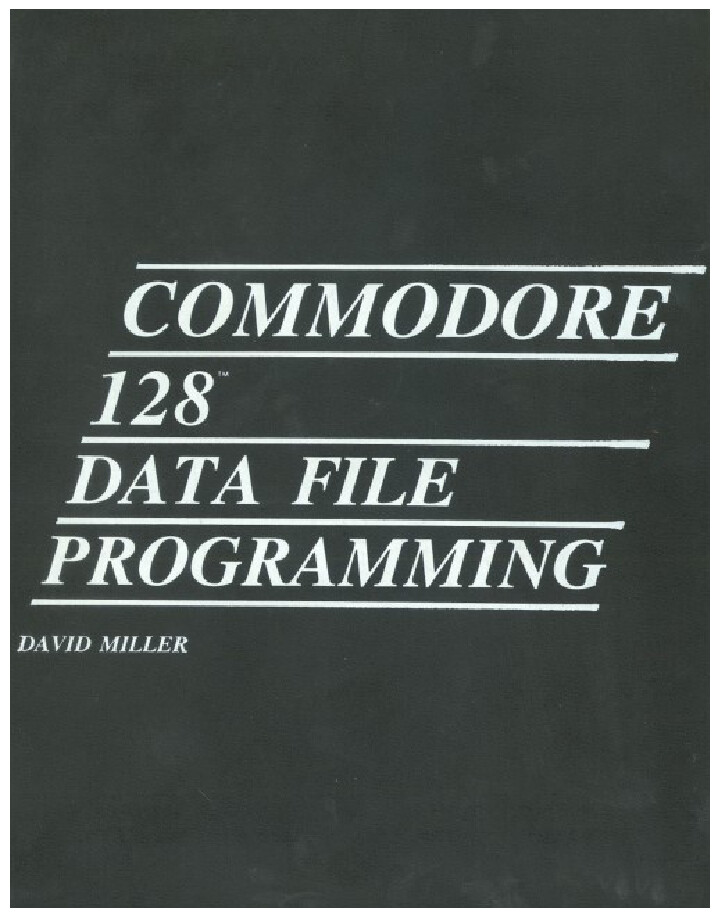 COMMODORE
128™
DATA FILE
PROGRAMMING
DAVID MILLER